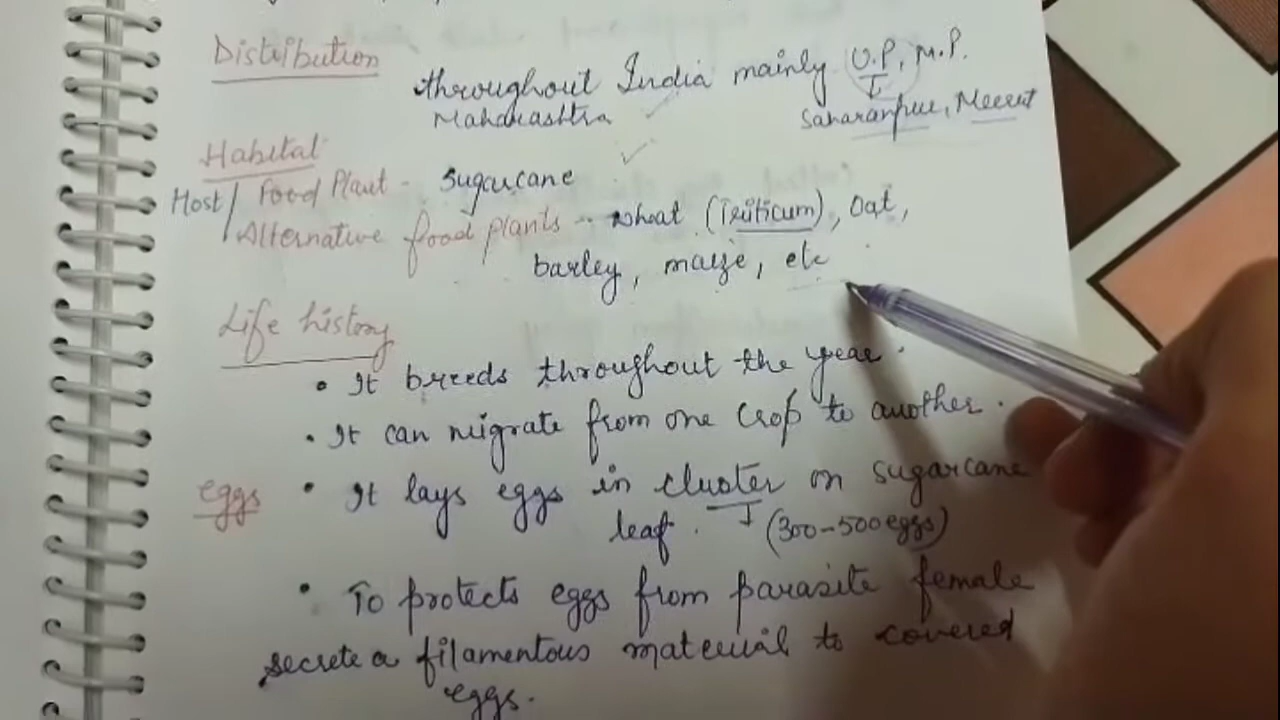 Distribution
throughout India mainly U.P, M.P.
Maharashtra
Saharanpur, Meerut
Habital
Host/ Food Plant - Sugarcane
Alternative food plants - wheat (Triticum), Oat,
barley, maize, etc
Life history
• It breeds throughout the year.
• It can migrate from one Crop to another.
eggs • It lays eggs in cluster on sugarcane
leaf. (300-500 eggs)
• To protects eggs from parasite female
secrete a filamentous material to covered
eggs.